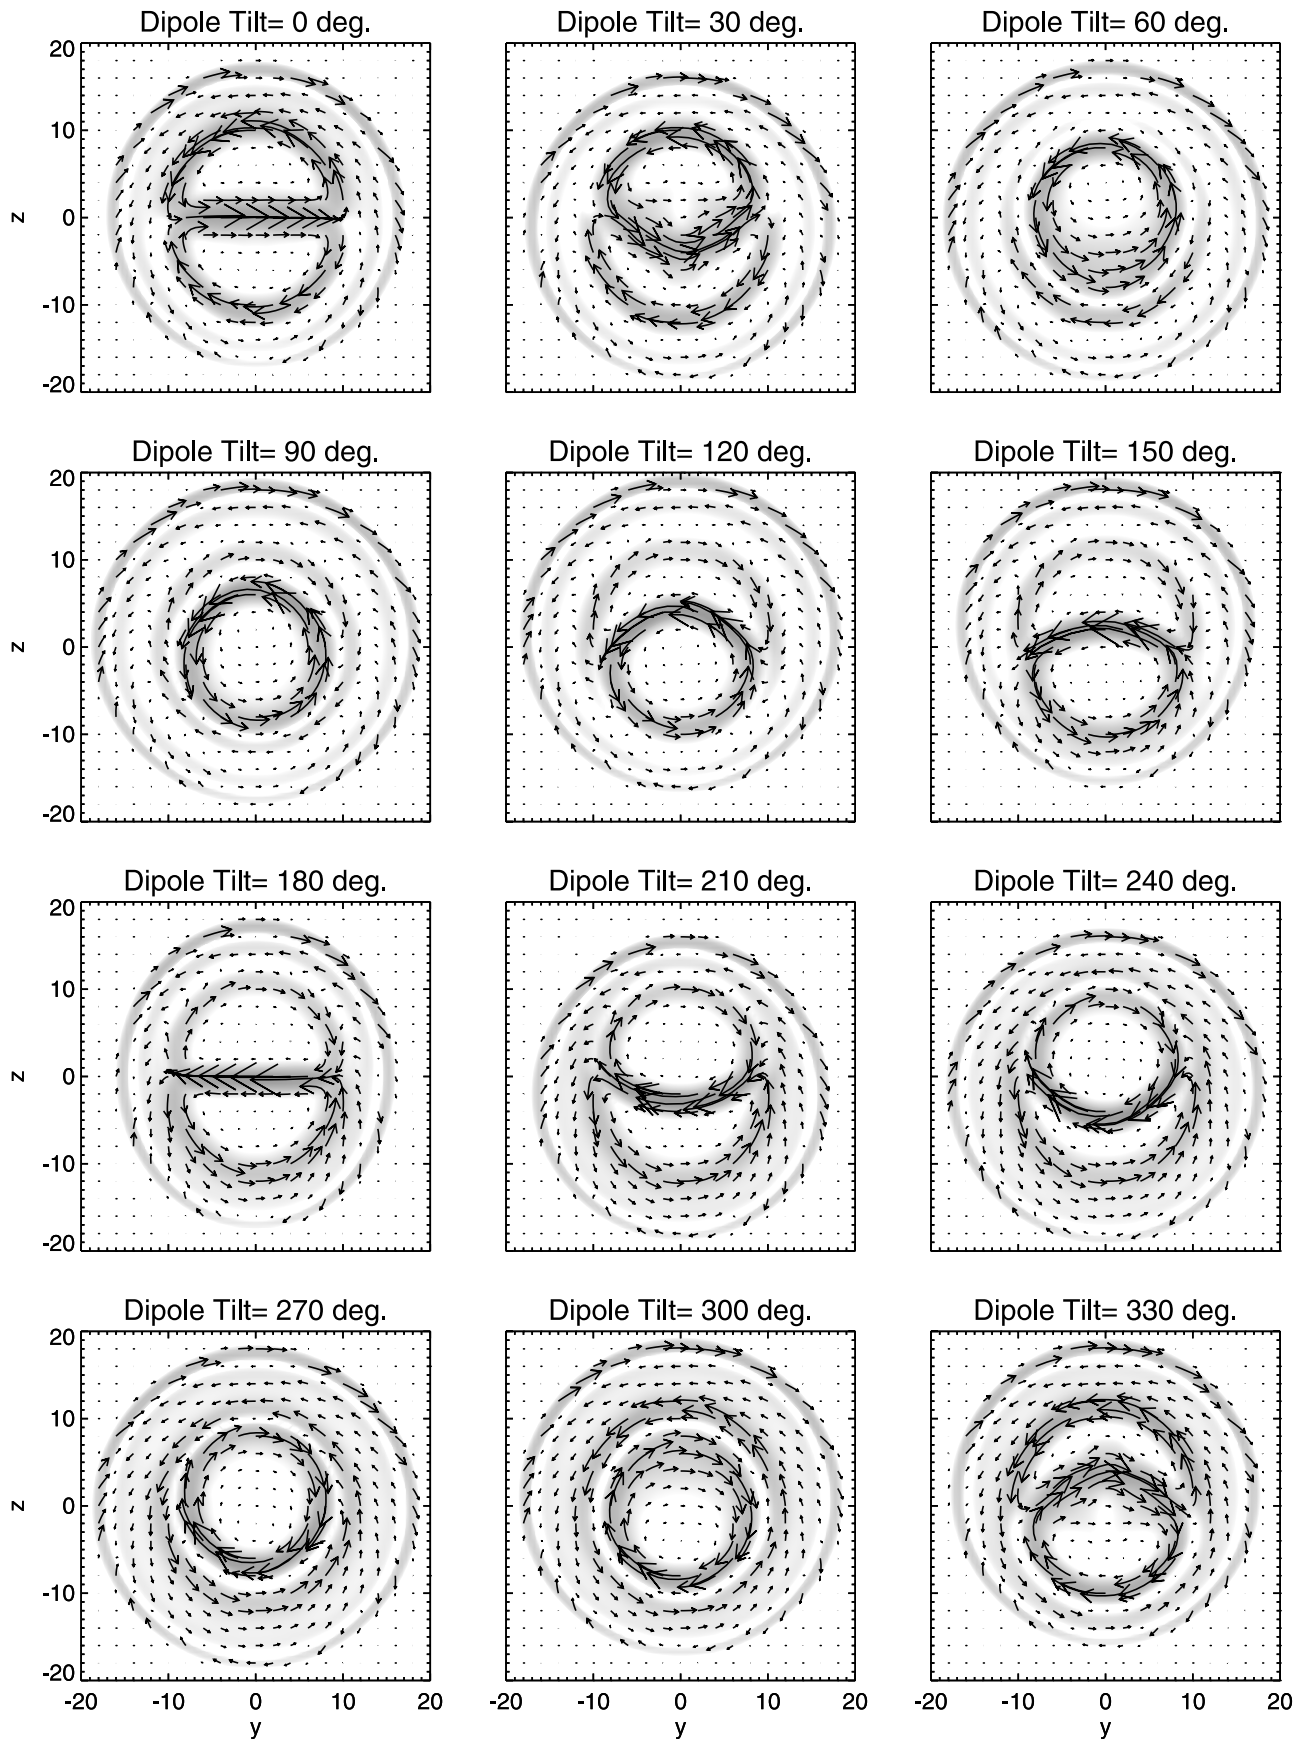 Dipole Tilt= 0 deg.
Dipole Tilt= 30 deg.
Dipole Tilt= 60 deg.
20
10
0
-10
-20
z
Dipole Tilt= 90 deg.
Dipole Tilt= 120 deg.
Dipole Tilt= 150 deg.
20
10
0
-10
-20
z
Dipole Tilt= 180 deg.
Dipole Tilt= 210 deg.
Dipole Tilt= 240 deg.
20
10
0
-10
-20
z
Dipole Tilt= 270 deg.
Dipole Tilt= 300 deg.
Dipole Tilt= 330 deg.
20
10
0
-10
-20
z
-20 -10 0 10 20
-20 -10 0 10 20
-20 -10 0 10 20
y
y
y